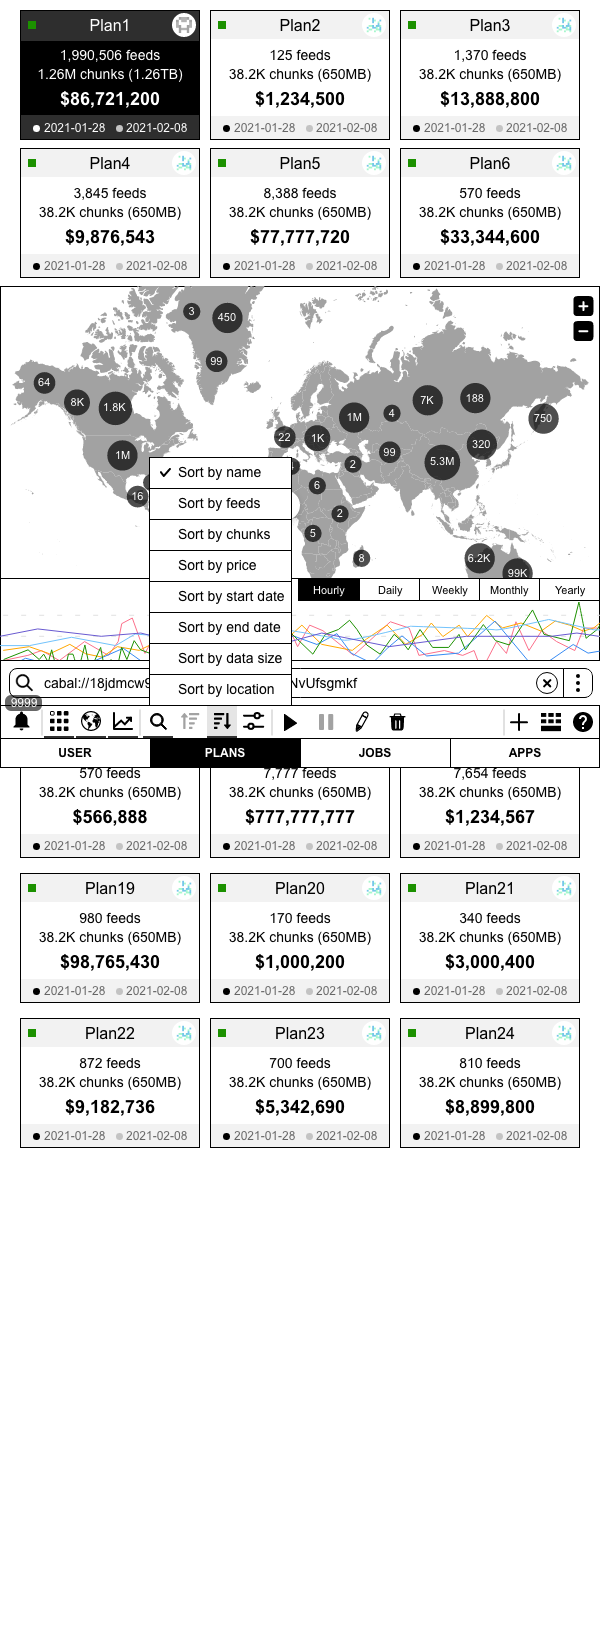 Plan1
1,990,506 feeds
1.26M chunks (1.26TB)
$86,721,200
2021-01-28 2021-02-08
Plan2
125 feeds
38.2K chunks (650MB)
$1,234,500
2021-01-28 2021-02-08
Plan3
1,370 feeds
38.2K chunks (650MB)
$13,888,800
2021-01-28 2021-02-08
Plan4
3,845 feeds
38.2K chunks (650MB)
$9,876,543
2021-01-28 2021-02-08
Plan5
8,388 feeds
38.2K chunks (650MB)
$77,777,720
2021-01-28 2021-02-08
Plan6
570 feeds
38.2K chunks (650MB)
$33,344,600
2021-01-28 2021-02-08
3
450
99
64
8K
1.8K
1M
16
22
1K
1M
4
7K
188
750
99
320
5.3M
2
6
2
5
8
6.2K
99K
Sort by name
Sort by feeds
Sort by chunks
Sort by price
Sort by start date
Sort by end date
Sort by data size
Sort by location
Hourly Daily Weekly Monthly Yearly
cabal://18jdmcw9 NvUfsgmkf
9999
USER PLANS JOBS APPS
570 feeds
38.2K chunks (650MB)
$566,888
2021-01-28 2021-02-08
7,777 feeds
38.2K chunks (650MB)
$777,777,777
2021-01-28 2021-02-08
7,654 feeds
38.2K chunks (650MB)
$1,234,567
2021-01-28 2021-02-08
Plan19
980 feeds
38.2K chunks (650MB)
$98,765,430
2021-01-28 2021-02-08
Plan20
170 feeds
38.2K chunks (650MB)
$1,000,200
2021-01-28 2021-02-08
Plan21
340 feeds
38.2K chunks (650MB)
$3,000,400
2021-01-28 2021-02-08
Plan22
872 feeds
38.2K chunks (650MB)
$9,182,736
2021-01-28 2021-02-08
Plan23
700 feeds
38.2K chunks (650MB)
$5,342,690
2021-01-28 2021-02-08
Plan24
810 feeds
38.2K chunks (650MB)
$8,899,800
2021-01-28 2021-02-08